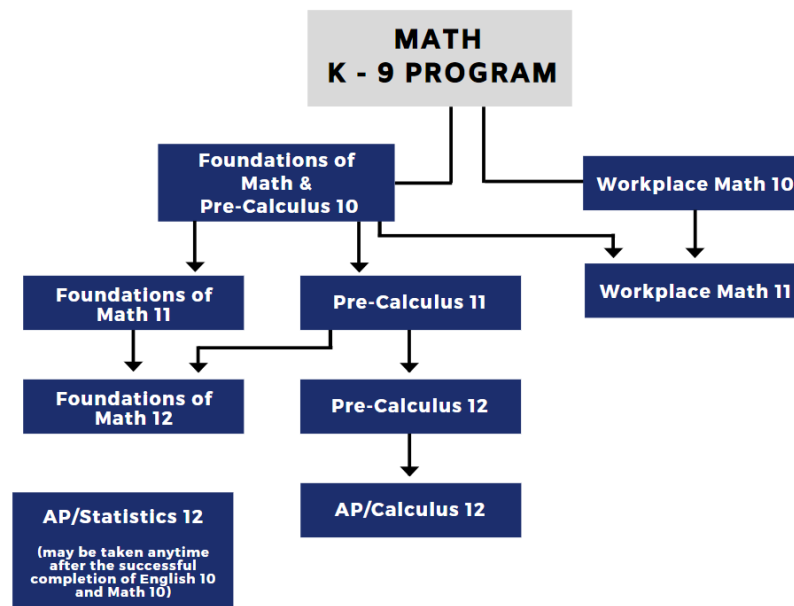 MATH
K - 9 PROGRAM
Foundations of
Math &
Pre-Calculus 10
Workplace Math 10
Foundations of
Math 11
Pre-Calculus 11
Workplace Math 11
Foundations of
Math 12
Pre-Calculus 12
AP/Statistics 12
(may be taken anytime
after the successful
completion of English 10
and Math 10)
AP/Calculus 12